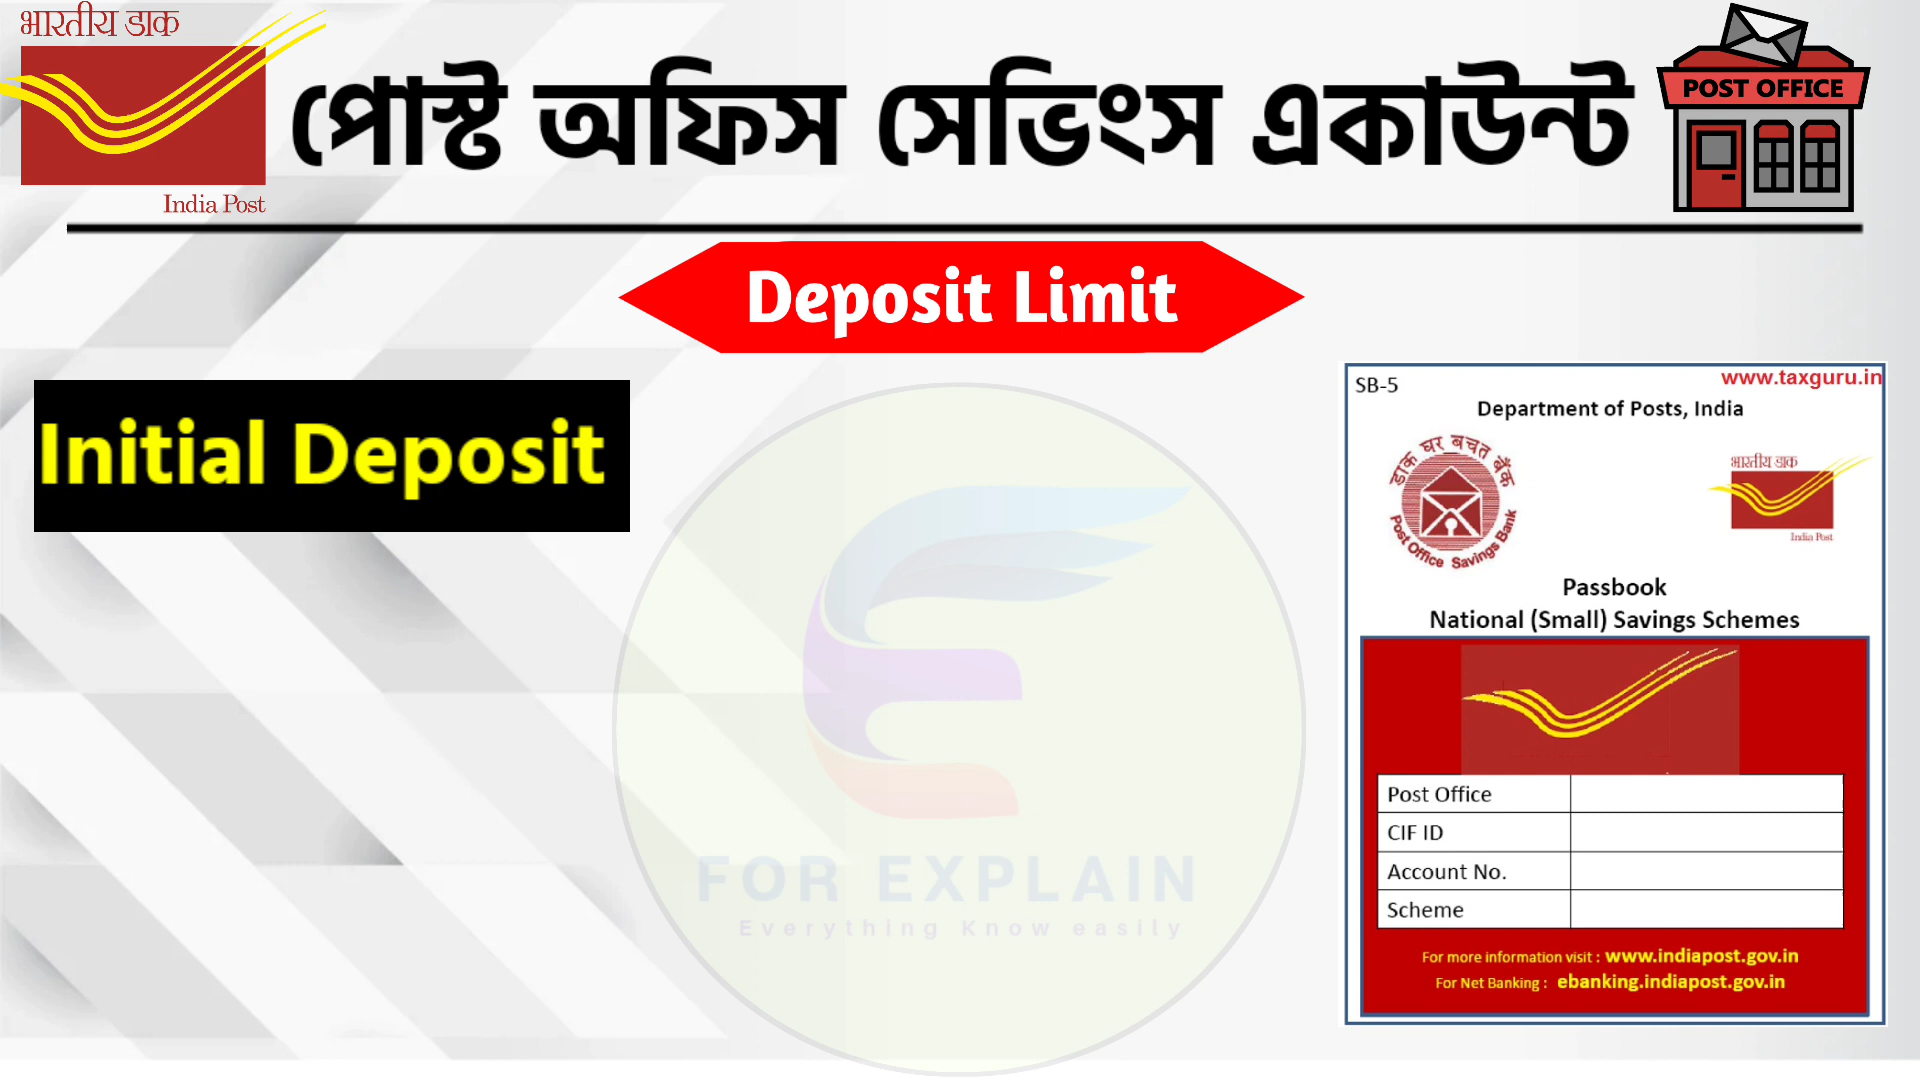 भारतीय डाक
India Post
পোস্ট অফিস সেভিংস একাউন্ট
POST OFFICE
Deposit Limit
Initial Deposit
SB-5
www.taxguru.in
Department of Posts, India
डाक घर बचत बैंक
Post Office Savings Bank
भारतीय डाक
India Post
Passbook
National (Small) Savings Schemes
Post Office
CIF ID
Account No.
Scheme
For more information visit : www.indiapost.gov.in
For Net Banking : ebanking.indiapost.gov.in
FOR EXPLAIN
Everything Know easily